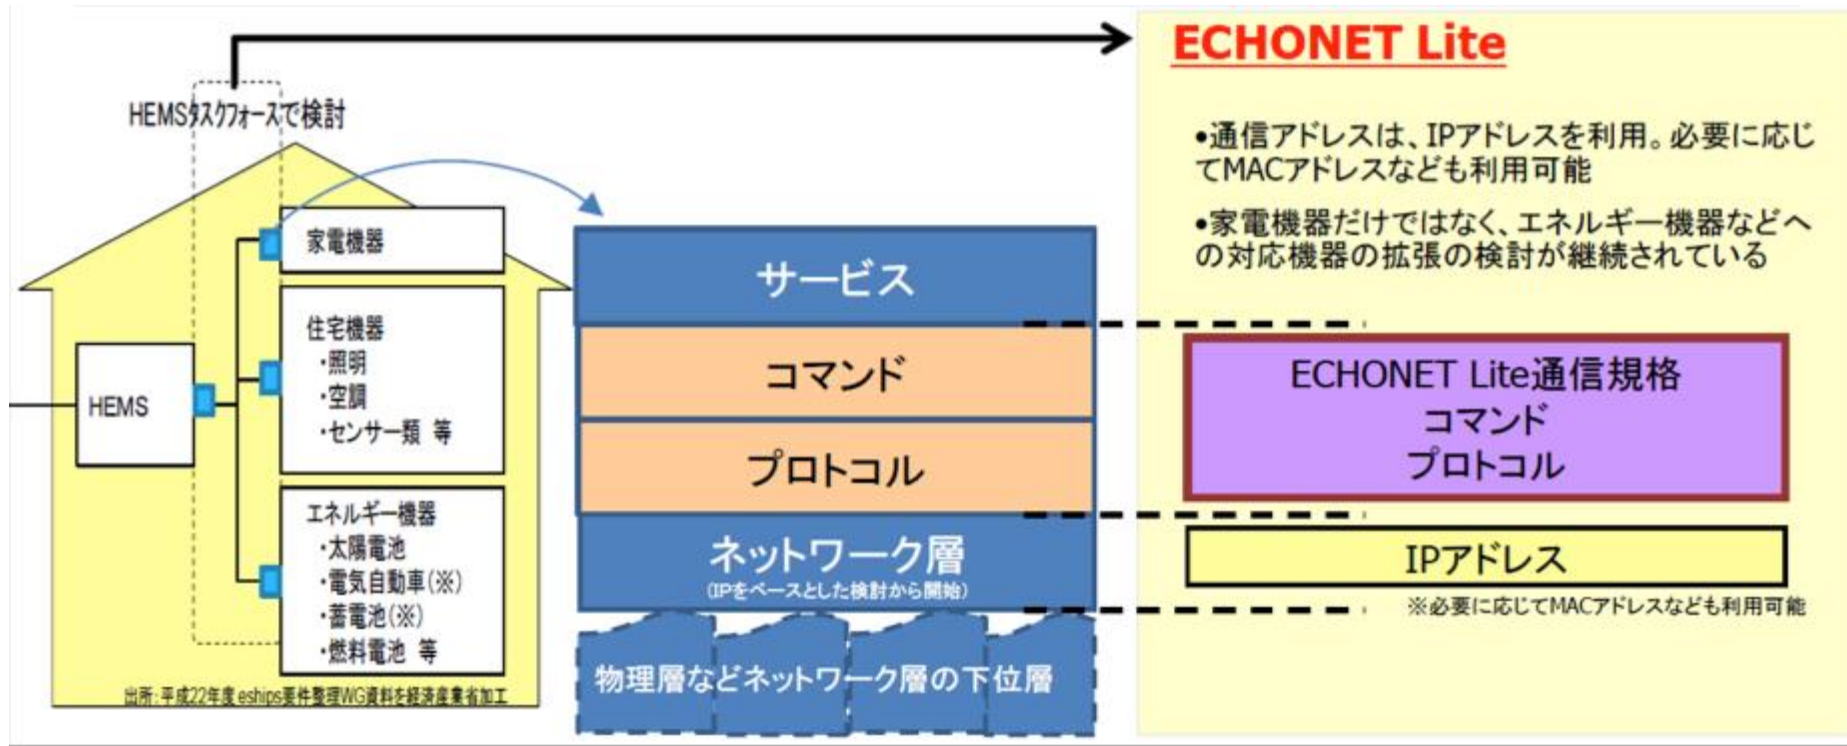 HEMSタスクフォースで検討
家電機器
住宅機器
・照明
・空調
・センサー類 等
HEMS
エネルギー機器
・太陽電池
・電気自動車(※)
・蓄電池(※)
・燃料電池 等
出所:平成22年度 eships要件整理WG資料を経済産業省加工
サービス
コマンド
プロトコル
ネットワーク層
(IPをベースとした検討から開始)
物理層などネットワーク層の下位層
ECHONET Lite
•通信アドレスは、IPアドレスを利用。必要に応じ
てMACアドレスなども利用可能
•家電機器だけではなく、エネルギー機器などへ
の対応機器の拡張の検討が継続されている
ECHONET Lite通信規格
コマンド
プロトコル
IPアドレス
※必要に応じてMACアドレスなども利用可能